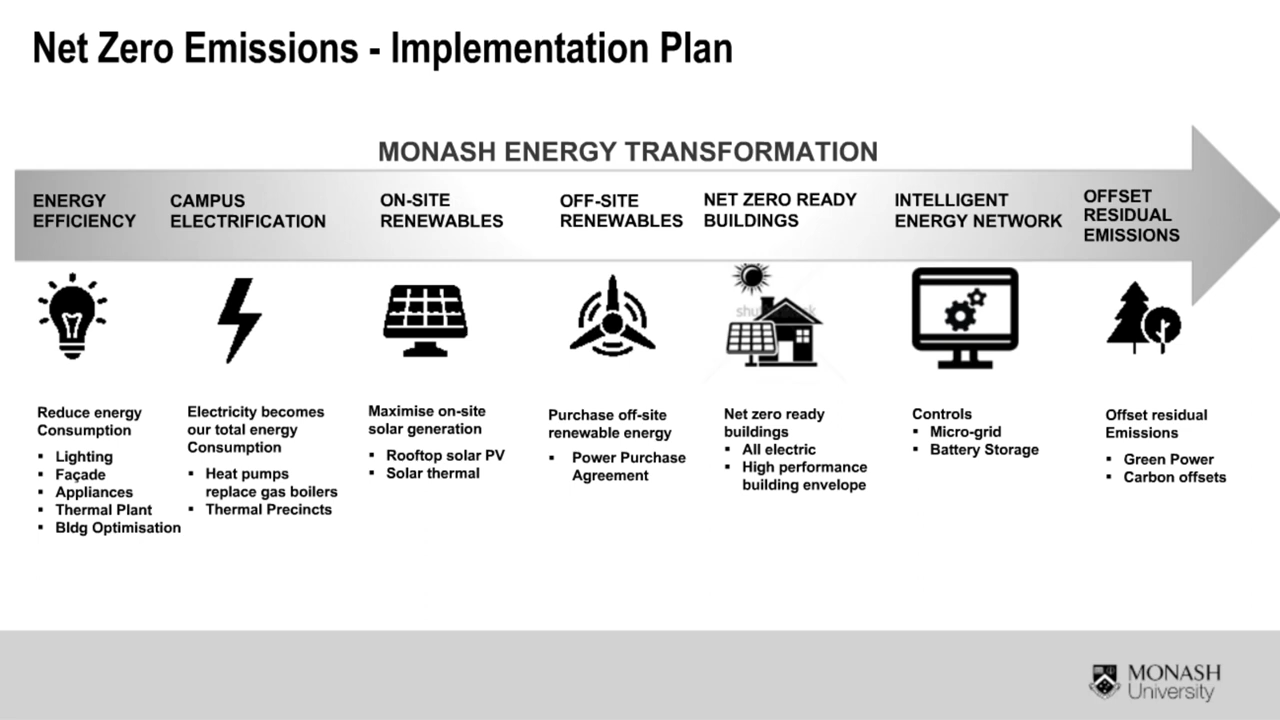 Net Zero Emissions - Implementation Plan
MONASH ENERGY TRANSFORMATION
ENERGY
EFFICIENCY
CAMPUS
ELECTRIFICATION
ON-SITE
RENEWABLES
OFF-SITE
RENEWABLES
NET ZERO READY
BUILDINGS
INTELLIGENT
ENERGY NETWORK
OFFSET
RESIDUAL
EMISSIONS
Reduce energy
Consumption
▪ Lighting
▪ Façade
▪ Appliances
▪ Thermal Plant
▪ Bldg Optimisation
Electricity becomes
our total energy
Consumption
▪ Heat pumps
replace gas boilers
▪ Thermal Precincts
Maximise on-site
solar generation
▪ Rooftop solar PV
▪ Solar thermal
Purchase off-site
renewable energy
▪ Power Purchase
Agreement
Net zero ready
buildings
▪ All electric
▪ High performance
building envelope
Controls
▪ Micro-grid
▪ Battery Storage
Offset residual
Emissions
▪ Green Power
▪ Carbon offsets
MONASH
University